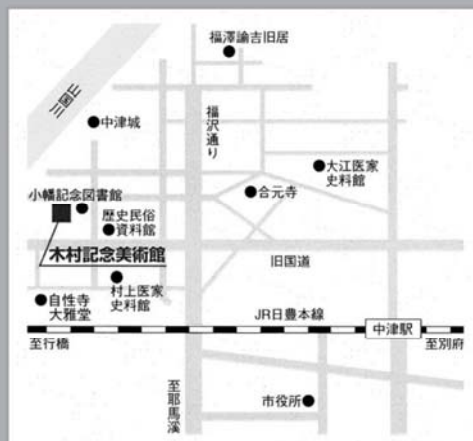 福澤諭吉旧居
三国山
中津城
福沢通り
大江医家
史料館
合元寺
小幡記念図書館
歴史民俗
資料館
木村記念美術館
旧国道
村上医家
史料館
自性寺
大雅堂
JR日豊本線
中津駅
至行橋
至別府
至耶馬溪
市役所